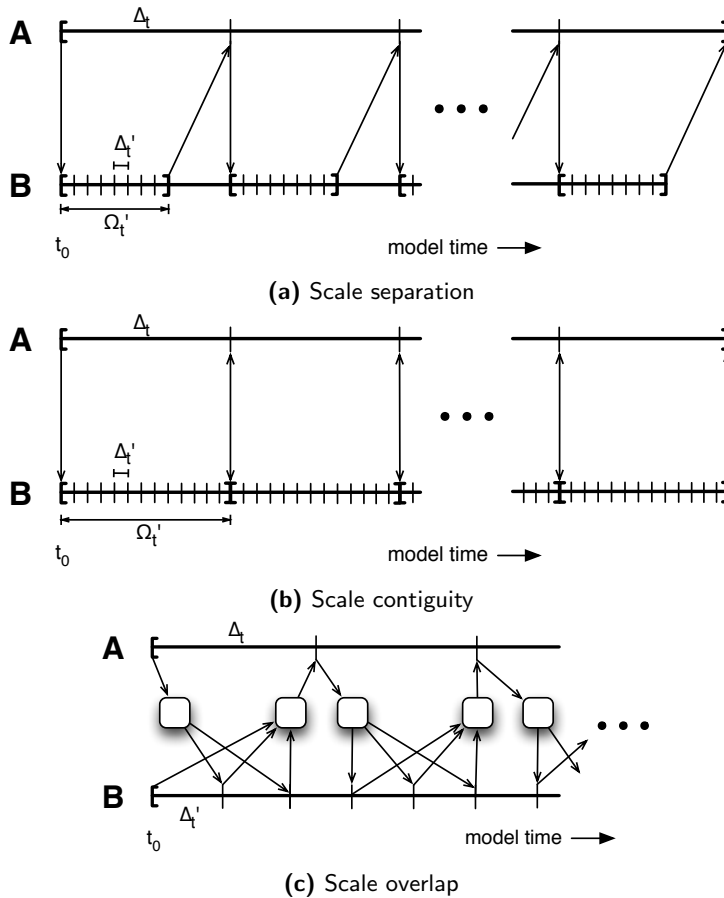 A Δt
Δt'
B
Ωt'
t0 model time
(a) Scale separation
A Δt
Δt'
B
Ωt'
t0 model time
(b) Scale contiguity
A Δt
B
Δt'
t0 model time
(c) Scale overlap